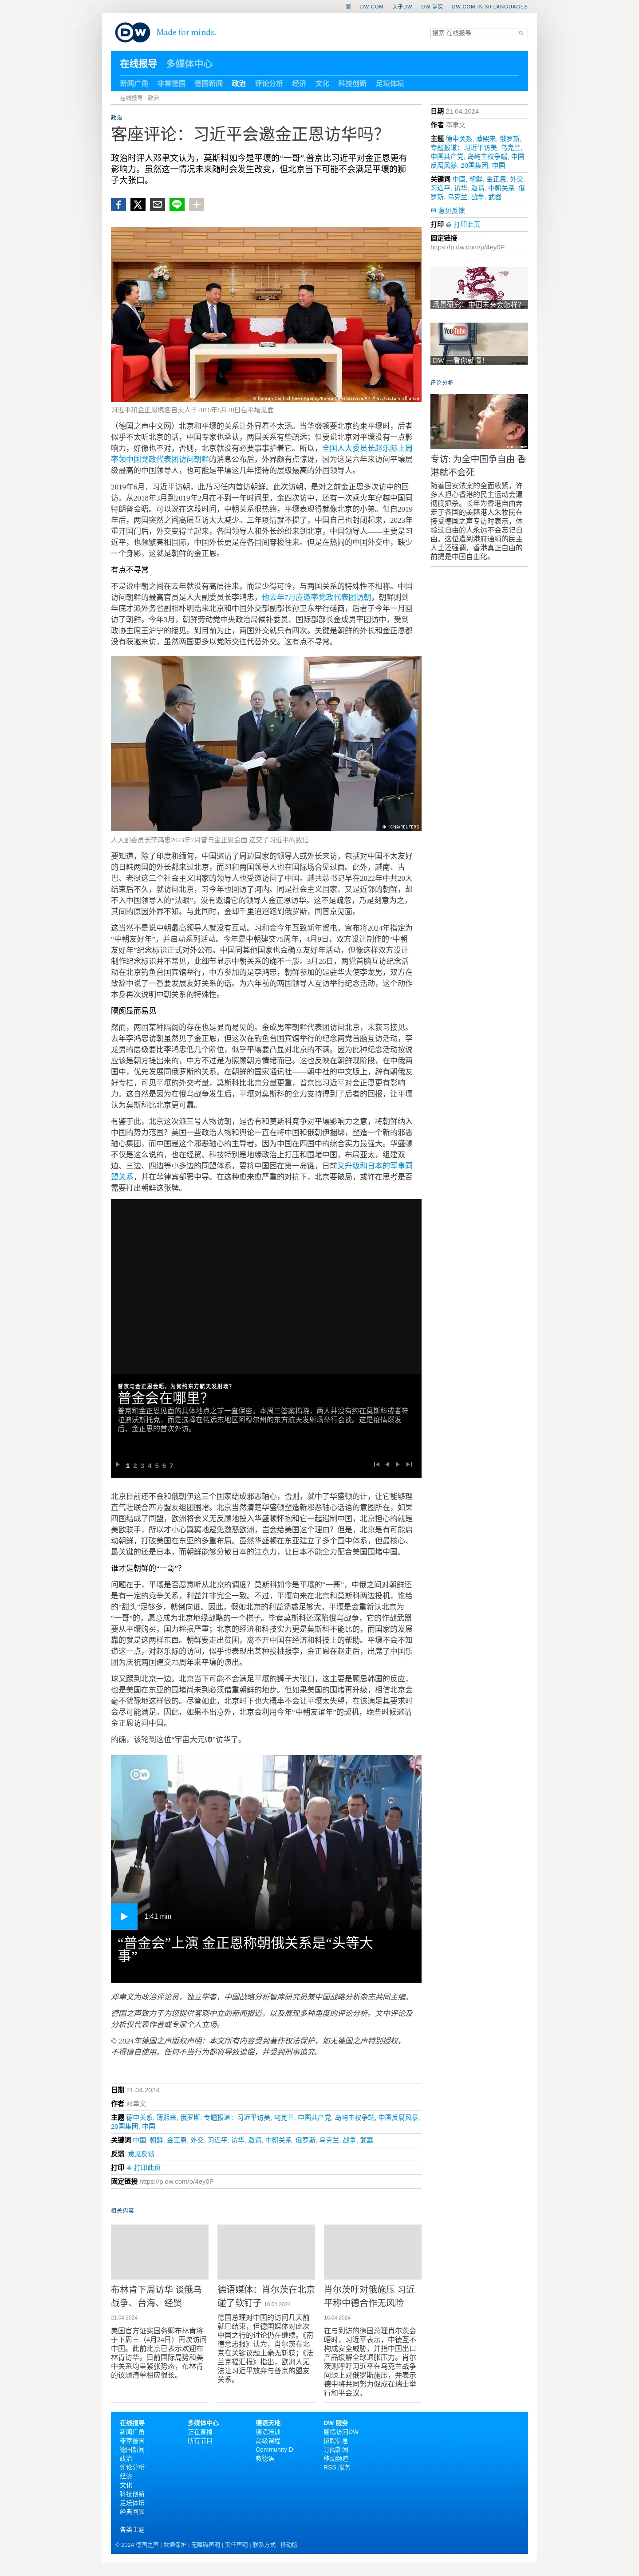 繁 DW.COM 关于DW DW 学院 DW.COM IN 30 LANGUAGES
DW Made for minds.
搜索 在线报导
在线报导 多媒体中心
新闻广角 非常德国 德国新闻 政治 评论分析 经济 文化 科技创新 足坛体坛
在线报导 / 政治
政治
客座评论：习近平会邀金正恩访华吗？
政治时评人邓聿文认为，莫斯科如今是平壤的“一哥”,普京比习近平对金正恩更有影响力。虽然这一情况未来随时会发生改变，但北京当下可能不会满足平壤的狮子大张口。
习近平和金正恩携各自夫人于2016年6月20日在平壤见面
（德国之声中文网）北京和平壤的关系让外界看不太透。当华盛顿要北京约束平壤时，后者似乎不太听北京的话，中国专家也承认，两国关系有些疏远；但要说北京对平壤没有一点影响力，好像也不对，否则，北京就没有必要事事护着它。所以，全国人大委员长赵乐际上周率领中国党政代表团访问朝鲜的消息公布后，外界颇有点惊讶，因为这是六年来访问平壤层级最高的中国领导人，也可能是平壤这几年接待的层级最高的外国领导人。
2019年6月，习近平访朝，此乃习任内首访朝鲜。此次访朝，是对之前金正恩多次访中的回访。从2018年3月到2019年2月在不到一年时间里，金四次访中，还有一次乘火车穿越中国同特朗普会晤。可以说在这段时间，中朝关系很热络，平壤表现得就像北京的小弟。但自2019年后，两国突然之间高层互访大大减少。三年疫情就不提了，中国自己也封闭起来，2023年重开国门后，外交变得忙起来，各国领导人和外长纷纷来到北京，中国领导人——主要是习近平，也频繁亮相国际，中国外长更是在各国间穿梭往来。但是在热闹的中国外交中，缺少一个身影，这就是朝鲜的金正恩。
有点不寻常
不是说中朝之间在去年就没有高层往来，而是少得可怜，与两国关系的特殊性不相称。中国访问朝鲜的最高官员是人大副委员长李鸿忠，他去年7月应邀率党政代表团访朝，朝鲜则到年底才派外务省副相朴明浩来北京和中国外交部副部长孙卫东举行磋商，后者于今年一月回访了朝鲜。今年3月，朝鲜劳动党中央政治局候补委员、国际部部长金成男率团访中，受到政协主席王沪宁的接见。到目前为止，两国外交就只有四次。关键是朝鲜的外长和金正恩都没有获邀来访，虽然两国更多以党际交往代替外交。这有点不寻常。
人大副委员长李鸿忠2023年7月曾与金正恩会面 递交了习近平的致信
要知道，除了印度和缅甸，中国邀请了周边国家的领导人或外长来访，包括对中国不太友好的日韩两国的外长都来过北京，而习和两国领导人也在国际场合见过面。此外，越南、古巴、老挝这三个社会主义国家的领导人也受邀访问了中国。越共总书记早在2022年中共20大结束后不久，就访问北京，习今年也回访了河内。同是社会主义国家、又是近邻的朝鲜，却不入中国领导人的“法眼”，没有邀请它的领导人金正恩访华。这不是疏忽，乃是刻意为之，其间的原因外界不知。与此同时，金却千里迢迢跑到俄罗斯，同普京见面。
这当然不是说中朝最高领导人就没有互动。习和金今年互致新年贺电，宣布将2024年指定为“中朝友好年”，并启动系列活动。今年是中朝建交75周年，4月9日，双方设计制作的“中朝友好年”纪念标识正式对外公布。中国同其他国家也会确立友好年活动，但像这样双方设计制作纪念标识并不常见，此细节显示中朝关系的确不一般。3月26日，两党首脑互访纪念活动在北京钓鱼台国宾馆举行，中方参加的是李鸿忠，朝鲜参加的是驻华大使李龙男，双方在致辞中说了一番要发展友好关系的话。为六年前的两国领导人互访举行纪念活动，这个动作本身再次说明中朝关系的特殊性。
隔阂显而易见
然而，两国某种隔阂的存在也是显而易见的。金成男率朝鲜代表团访问北京，未获习接见。去年李鸿忠访朝虽然见了金正恩，但这次在钓鱼台国宾馆举行的纪念两党首脑互访活动，李龙男的层级要比李鸿忠低几个阶位，似乎平壤要凸显对北京的不满。因为此种纪念活动按说应该是朝方提出来的，中方不过是为照顾朝方情绪而已。这也反映在朝鲜现阶段，在中俄两国中，优先发展同俄罗斯的关系。在朝鲜的国家通讯社——朝中社的中文版上，辟有朝俄友好专栏，可见平壤的外交考量，莫斯科比北京分量更重，普京比习近平对金正恩更有影响力。这自然是因为在俄乌战争发生后，平壤对莫斯科的全力支持得到了后者的回报，让平壤认为莫斯科比北京更可靠。
有鉴于此，北京这次派三号人物访朝，是否有和莫斯科竞争对平壤影响力之意，将朝鲜纳入中国的势力范围？美国一些政治人物和舆论一直在将中国和俄朝伊捆绑，塑造一个新的邪恶轴心集团，而中国是这个邪恶轴心的主导者。因为中国在四国中的综合实力最强大。华盛顿不仅是这么说的，也在经贸、科技特别是地缘政治上打压和围堵中国，布局亚太，组建双边、三边、四边等小多边的同盟体系，要将中国困在第一岛链，日前又升级和日本的军事同盟关系，并在菲律宾部署中导。在这种愈来愈严重的对抗下，北京要破局，或许在思考是否需要打出朝鲜这张牌。
普京与金正恩会晤，为何约东方航天发射场？
普金会在哪里？
普京和金正恩见面的具体地点之前一直保密。本周三答案揭晓，两人并没有约在莫斯科或者符拉迪沃斯托克，而是选择在俄远东地区阿穆尔州的东方航天发射场举行会谈。这是疫情爆发后，金正恩的首次外访。
1 2 3 4 5 6 7
北京目前还不会和俄朝伊这三个国家结成邪恶轴心，否则，就中了华盛顿的计，让它能够理直气壮联合西方盟友组团围堵。北京当然清楚华盛顿塑造新邪恶轴心话语的意图所在，如果四国结成了同盟，欧洲将会义无反顾地投入华盛顿怀抱和它一起遏制中国，北京担心的就是美欧联手，所以才小心翼翼地避免激怒欧洲，岂会给美国这个理由？但是，北京是有可能启动朝鲜，打破美国在东亚的多重布局。虽然华盛顿在东亚建立了多个围中体系，但最核心、最关键的还是日本，而朝鲜能够分散日本的注意力，让日本不能全力配合美国围堵中国。
谁才是朝鲜的“一哥”？
问题在于，平壤是否愿意听从北京的调度？莫斯科如今是平壤的“一哥”，中俄之间对朝鲜还是有一定的竞争关系，利益并非完全一致。不过，平壤向来在北京和莫斯科两边投机，谁给的“甜头”足够多，就倒向谁。因此，假如北京的利益诱惑足够大，平壤是会重新认北京为“一哥”的，愿意成为北京地缘战略的一个棋子。毕竟莫斯科还深陷俄乌战争，它的作战武器要从平壤购买，国力耗损严重；北京的经济和科技实力更是莫斯科不能比的，而国家的发展靠的就是这两样东西。朝鲜要走出贫困，离不开中国在经济和科技上的帮助。平壤不会不知道这一点，对赵乐际的访问，似乎也表现出某种投桃报李，金正恩在赵走后，出席了中国乐团为庆祝两国建交75周年来平壤的演出。
球又踢到北京一边。北京当下可能不会满足平壤的狮子大张口，这主要是顾忌韩国的反应，也是美国在东亚的围堵尚未到必须借重朝鲜的地步。但如果美国的围堵再升级，相信北京会毫不犹豫地这样做的。尽管如此，北京时下也大概率不会让平壤太失望，在该满足其要求时会尽可能满足。因此，如果不出意外，北京会利用今年“中朝友谊年”的契机，晚些时候邀请金正恩访问中国。
的确，该轮到这位“宇宙大元帅”访华了。
1:41 min
“普金会”上演 金正恩称朝俄关系是“头等大事”
邓聿文为政治评论员，独立学者，中国战略分析智库研究员兼中国战略分析杂志共同主编。
德国之声致力于为您提供客观中立的新闻报道，以及展现多种角度的评论分析。文中评论及分析仅代表作者或专家个人立场。
© 2024年德国之声版权声明：本文所有内容受到著作权法保护，如无德国之声特别授权，不得擅自使用。任何不当行为都将导致追偿，并受到刑事追究。
日期 21.04.2024
作者 邓聿文
主题 德中关系, 薄熙来, 俄罗斯, 专题报道：习近平访美, 乌克兰, 中国共产党, 岛屿主权争端, 中国反腐风暴, 20国集团, 中国
关键词 中国, 朝鲜, 金正恩, 外交, 习近平, 访华, 邀请, 中朝关系, 俄罗斯, 乌克兰, 战争, 武器
反馈 意见反馈
打印 打印此页
固定链接 https://p.dw.com/p/4ey0P
相关内容
布林肯下周访华 谈俄乌战争、台海、经贸
21.04.2024
美国官方证实国务卿布林肯将于下周三（4月24日）再次访问中国。此前北京已表示欢迎布林肯访华。目前国际局势和美中关系均呈紧张势态，布林肯的议题清单相应很长。
德语媒体：肖尔茨在北京碰了软钉子 18.04.2024
德国总理对中国的访问几天前就已结束，但德国媒体对此次中国之行的讨论仍在继续。《南德意志报》认为，肖尔茨在北京在关键议题上毫无斩获；《法兰克福汇报》指出，欧洲人无法让习近平放弃与普京的盟友关系。
肖尔茨吁对俄施压 习近平称中德合作无风险
16.04.2024
在与到访的德国总理肖尔茨会晤时，习近平表示，中德互不构成安全威胁，并指中国出口产品缓解全球通胀压力。肖尔茨则呼吁习近平在乌克兰战争问题上对俄罗斯施压，并表示德中将共同努力促成在瑞士举行和平会议。
日期 21.04.2024
作者 邓聿文
主题 德中关系, 薄熙来, 俄罗斯, 专题报道：习近平访美, 乌克兰, 中国共产党, 岛屿主权争端, 中国反腐风暴, 20国集团, 中国
关键词 中国, 朝鲜, 金正恩, 外交, 习近平, 访华, 邀请, 中朝关系, 俄罗斯, 乌克兰, 战争, 武器
意见反馈
打印 打印此页
固定链接 https://p.dw.com/p/4ey0P
场景研究：中国未来会怎样？
YouTube
DW 一看你就懂！
评论分析
专访: 为全中国争自由 香港就不会死
随着国安法案的全面收紧，许多人担心香港的民主运动会遭彻底扼杀。长年为香港自由奔走于各国的美籍港人朱牧民在接受德国之声专访时表示，体验过自由的人永远不会忘记自由。这位遭到港府通缉的民主人士还强调，香港真正自由的前提是中国自由化。
在线报导
新闻广角
非常德国
德国新闻
政治
评论分析
经济
文化
科技创新
足坛体坛
经典回顾
各类主题
多媒体中心
正在直播
所有节目
德语天地
德语培训
高级课程
Community D
教德语
DW 服务
翻墙访问DW
招聘信息
订阅新闻
移动频道
RSS 服务
© 2024 德国之声 | 数据保护 | 无障碍声明 | 责任声明 | 联系方式 | 移动版